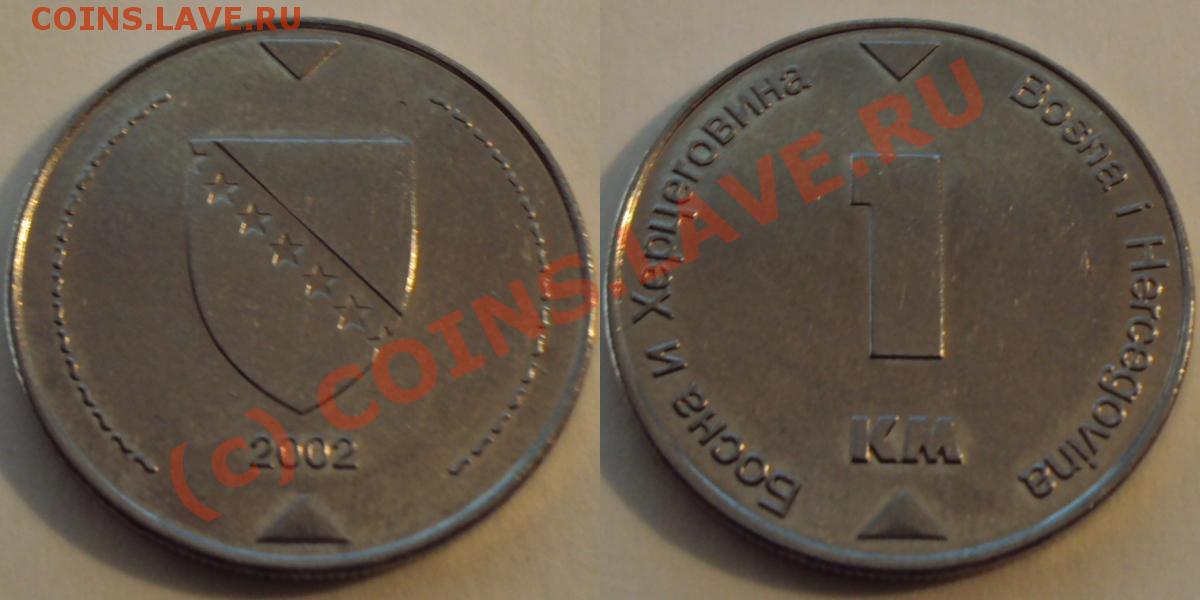 COINS.LAVE.RU
2002
Босна и Херцеговина
Bosna i Hercegovina
1
KM
(c) COINS.LAVE.RU